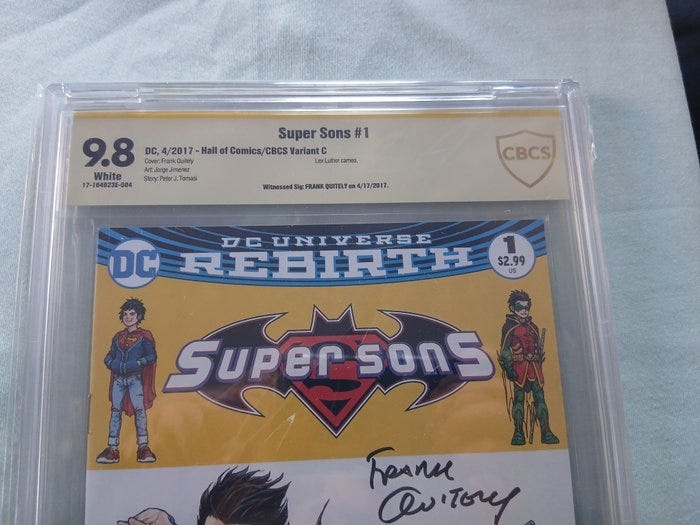 Super Sons #1
9.8
White
17-164923E-004
DC, 4/2017 - Hall of Comics/CBCS Variant C
Cover: Frank Quitely
Art: Jorge Jimenez
Story: Peter J. Tomasi
Lex Luthor cameo.
Witnessed Sig: FRANK QUITELY on 4/17/2017.
CBCS
DC UNIVERSE
REBIRTH
DC
1
$2.99
US
SUPER SONS
FRANK
QUITELY